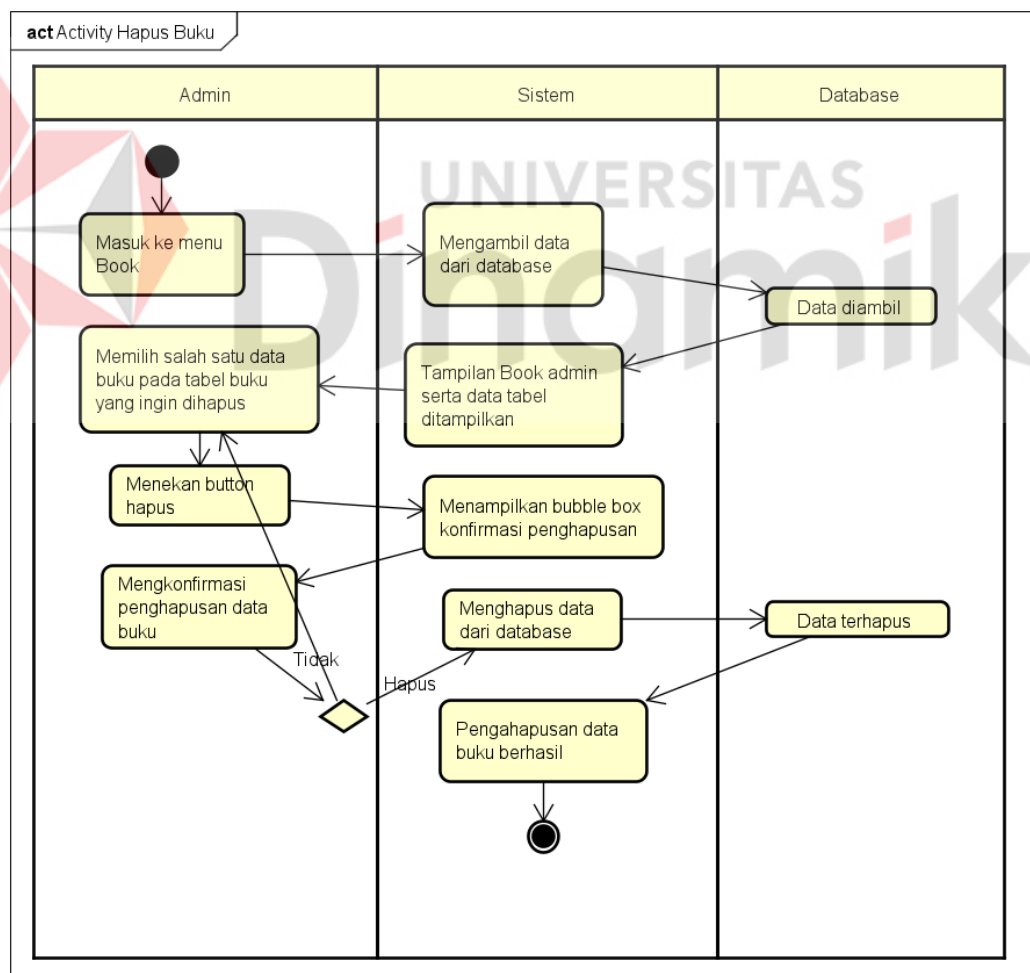 act Activity Hapus Buku
Admin
Sistem
Database
UNIVERSITAS
Dinamika
Masuk ke menu
Book
Mengambil data
dari database
Data diambil
Memilih salah satu data
buku pada tabel buku
yang ingin dihapus
Tampilan Book admin
serta data tabel
ditampilkan
Menekan button
hapus
Menampilkan bubble box
konfirmasi penghapusan
Mengkonfirmasi
penghapusan data
buku
Menghapus data
dari database
Data terhapus
Tidak
Hapus
Pengahapusan data
buku berhasil